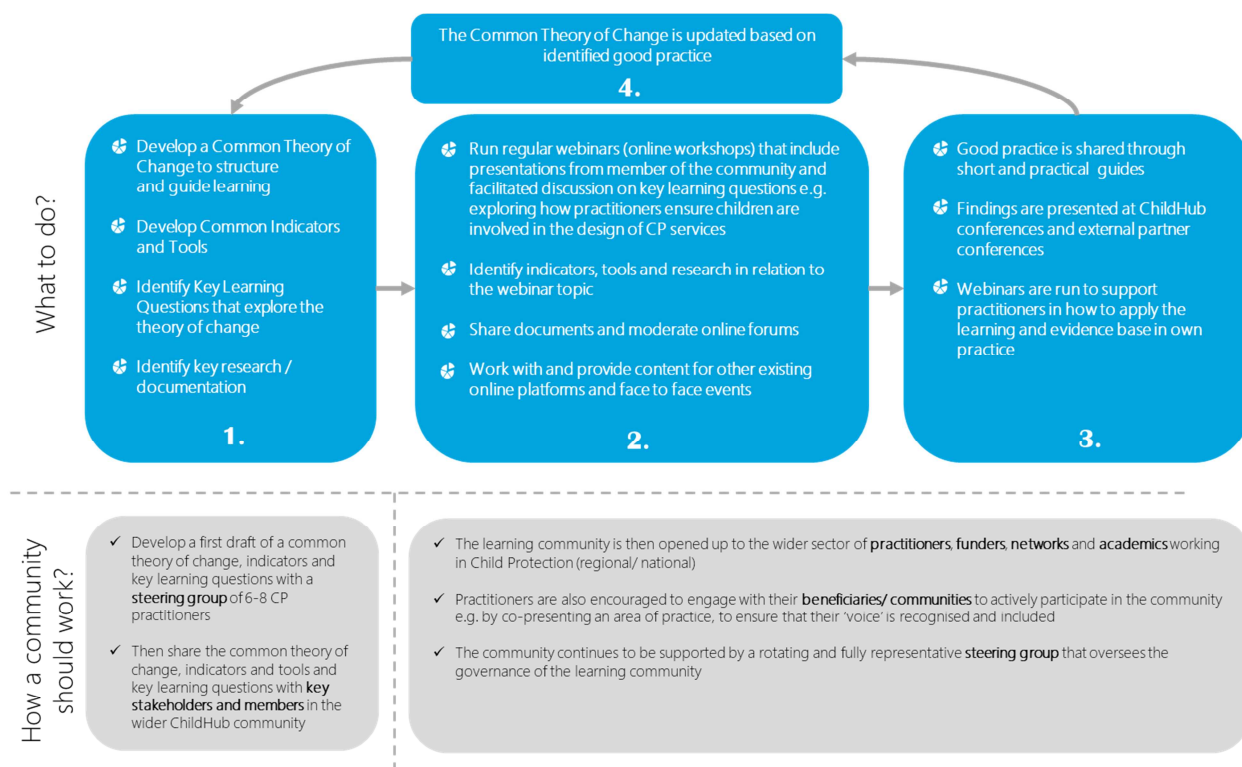 The Common Theory of Change is updated based on
identified good practice
4.
What to do?
Develop a Common Theory of
Change to structure
and guide learning
Develop Common Indicators
and Tools
Identify Key Learning
Questions that explore the
theory of change
Identify key research /
documentation
1.
Run regular webinars (online workshops) that include
presentations from member of the community and
facilitated discussion on key learning questions e.g.
exploring how practitioners ensure children are
involved in the design of CP services
Identify indicators, tools and research in relation to
the webinar topic
Share documents and moderate online forums
Work with and provide content for other existing
online platforms and face to face events
2.
Good practice is shared through
short and practical guides
Findings are presented at ChildHub
conferences and external partner
conferences
Webinars are run to support
practitioners in how to apply the
learning and evidence base in own
practice
3.
How a community
should work?
Develop a first draft of a common
theory of change, indicators and
key learning questions with a
steering group of 6-8 CP
practitioners
Then share the common theory of
change, indicators and tools and
key learning questions with key
stakeholders and members in the
wider ChildHub community
The learning community is then opened up to the wider sector of practitioners, funders, networks and academics working
in Child Protection (regional/ national)
Practitioners are also encouraged to engage with their beneficiaries/ communities to actively participate in the community
e.g. by co-presenting an area of practice, to ensure that their ‘voice’ is recognised and included
The community continues to be supported by a rotating and fully representative steering group that oversees the
governance of the learning community